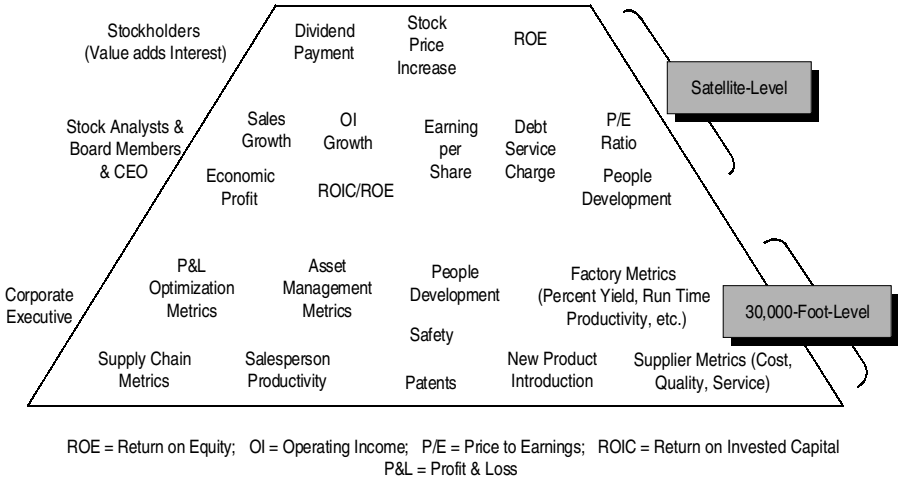 Stockholders
(Value adds Interest)
Dividend
Payment
Stock
Price
Increase
ROE
Satellite-Level
Stock Analysts &
Board Members
& CEO
Sales
Growth
OI
Growth
Earning
per
Share
Debt
Service
Charge
P/E
Ratio
Economic
Profit
ROIC/ROE
People
Development
Corporate
Executive
P&L
Optimization
Metrics
Asset
Management
Metrics
People
Development
Factory Metrics
(Percent Yield, Run Time
Productivity, etc.)
30,000-Foot-Level
Safety
Supply Chain
Metrics
Salesperson
Productivity
Patents
New Product
Introduction
Supplier Metrics (Cost,
Quality, Service)
ROE = Return on Equity; OI = Operating Income; P/E = Price to Earnings; ROIC = Return on Invested Capital
P&L = Profit & Loss